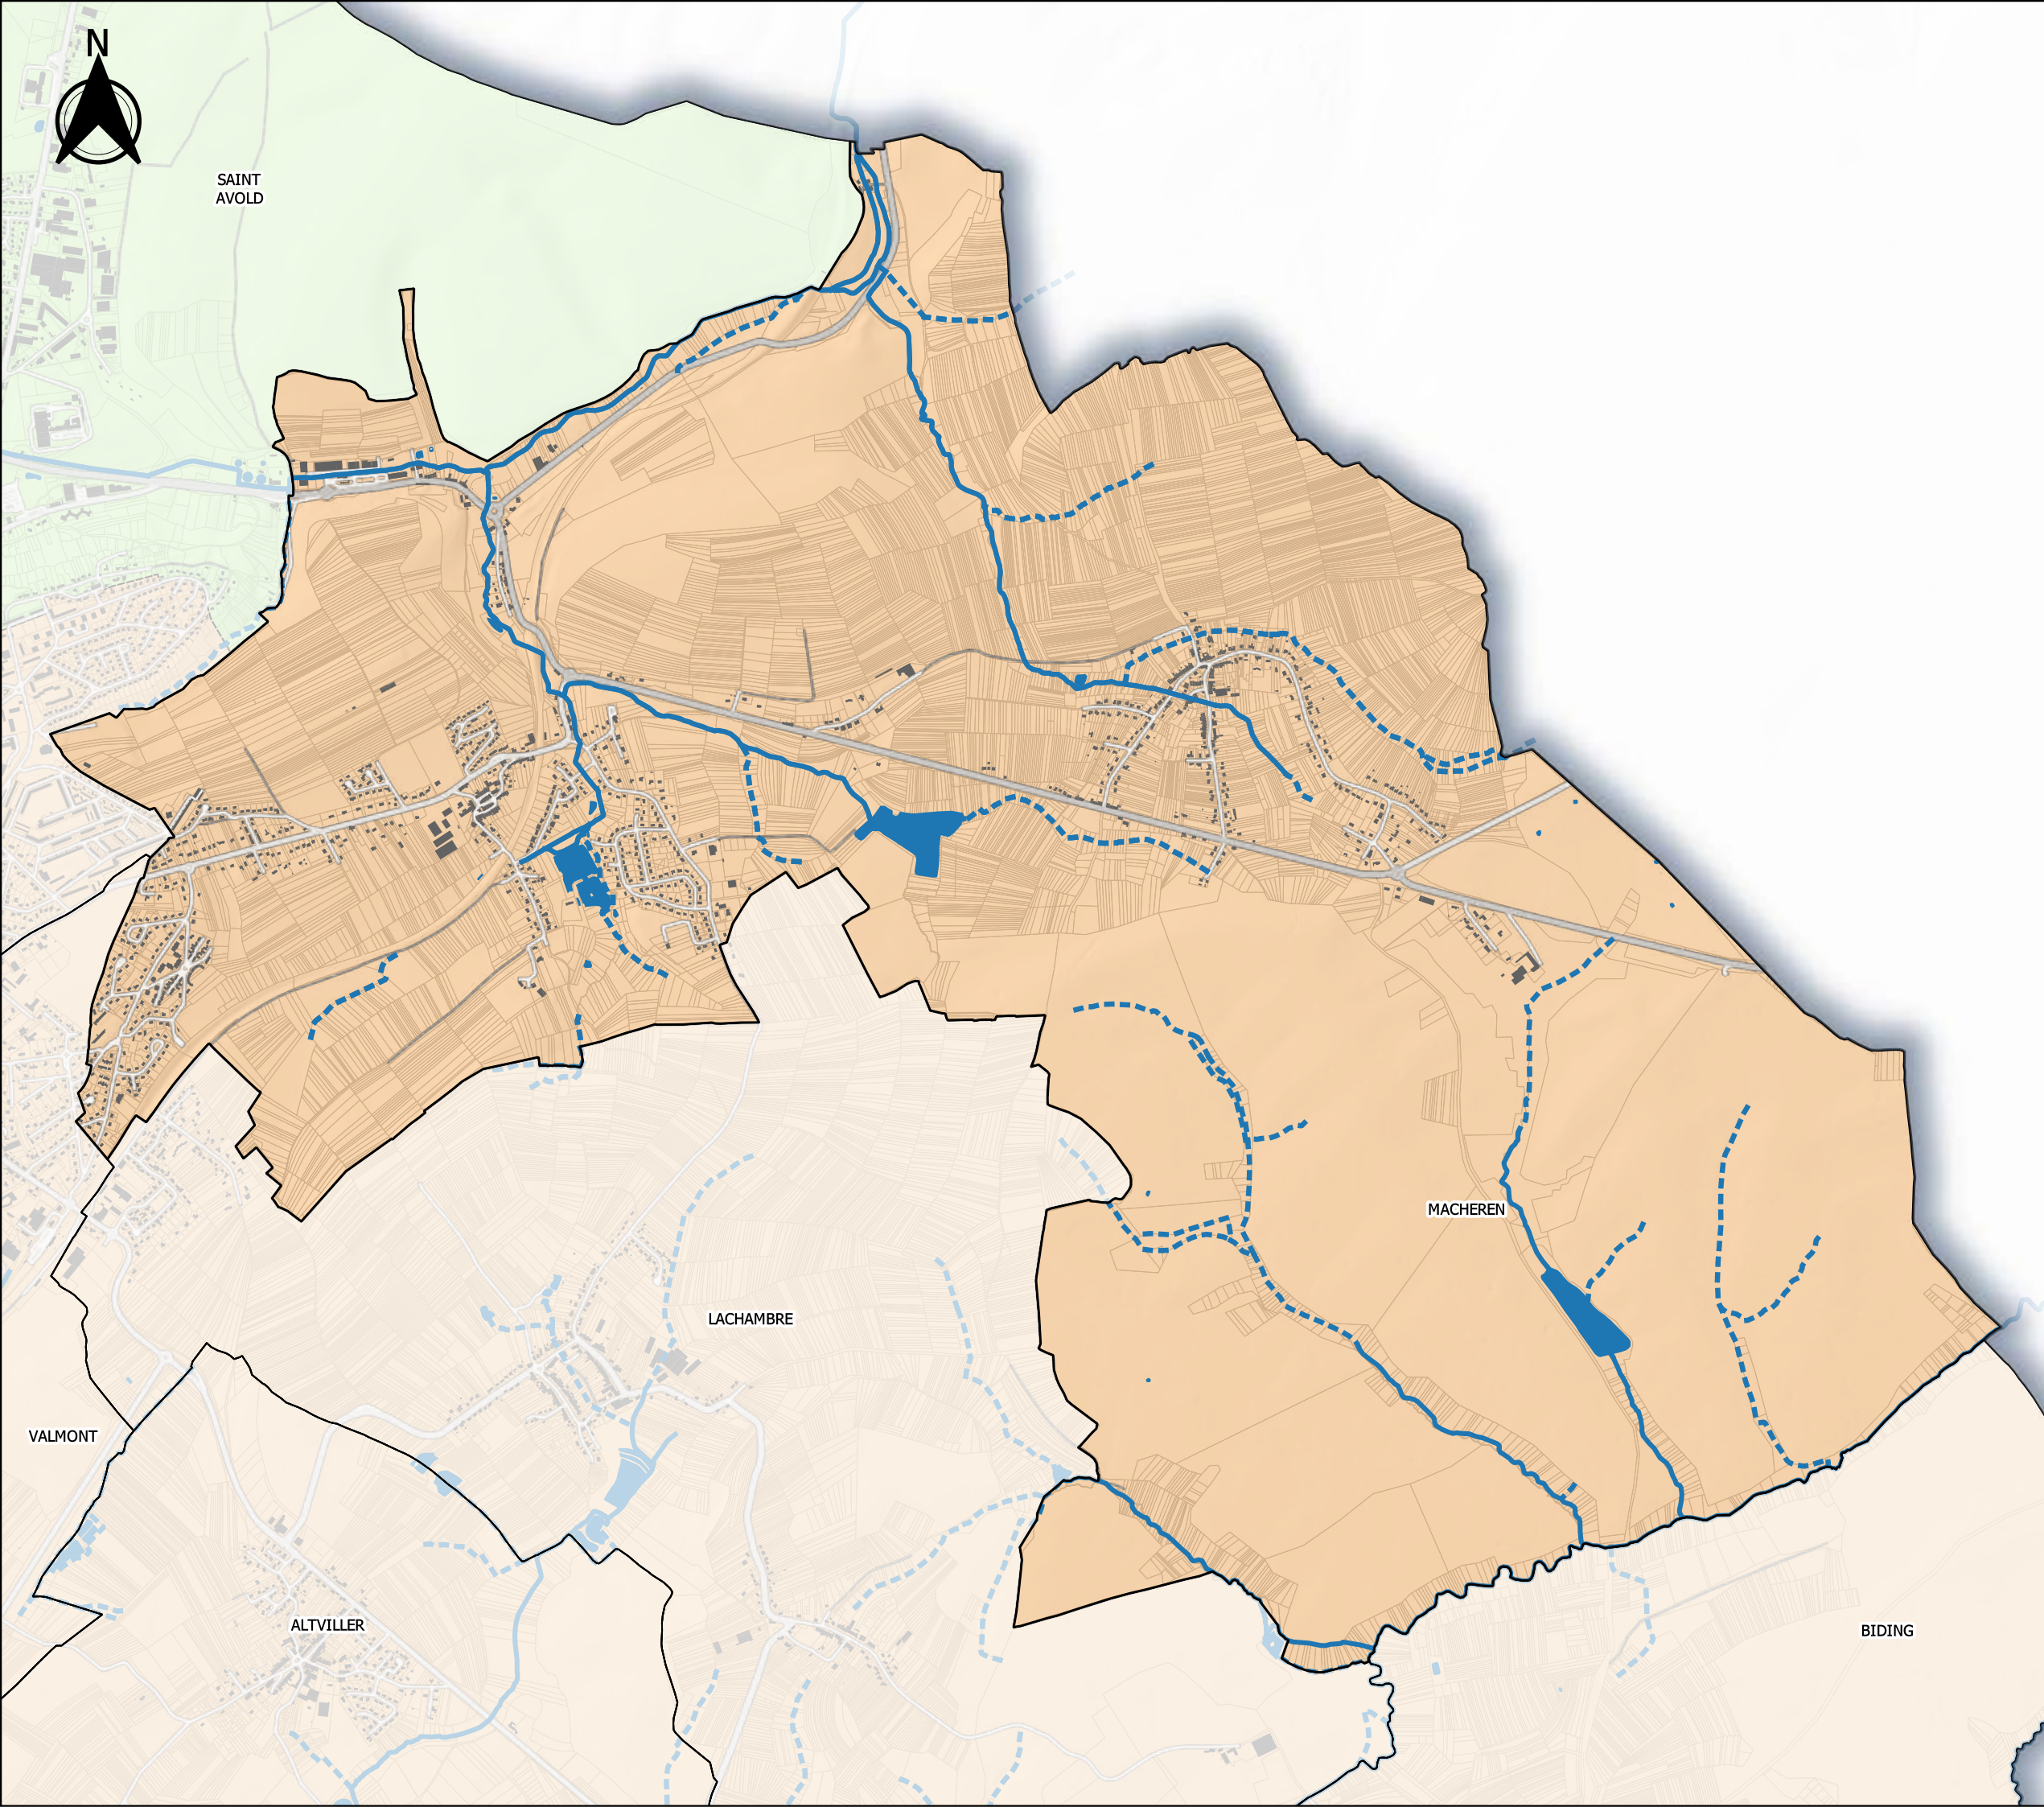 N
SAINT
AVOLD
MACHEREN
LACHAMBRE
VALMONT
ALTVILLER
BIDING